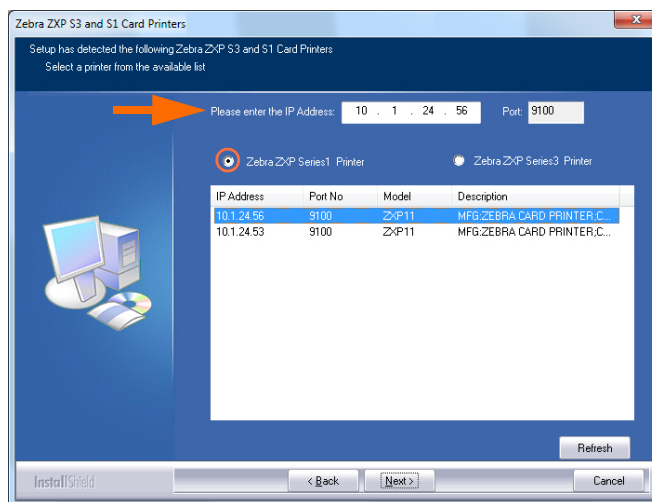 Zebra ZXP S3 and S1 Card Printers
Setup has detected the following Zebra ZXP S3 and S1 Card Printers
Select a printer from the available list
Please enter the IP Address: 10 . 1 . 24 . 56 Port: 9100
Zebra ZXP Series1 Printer Zebra ZXP Series3 Printer
IP Address Port No Model Description
10.1.24.56 9100 ZXP11 MFG:ZEBRA CARD PRINTER;C...
10.1.24.53 9100 ZXP11 MFG:ZEBRA CARD PRINTER;C...
Refresh
InstallShield < Back Next > Cancel